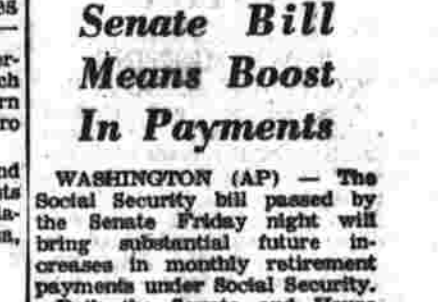 Senate Bill
Means Boost
In Payments
WASHINGTON (AP) — The
Social Security bill passed by
the Senate Friday night will
bring substantial future in-
creases in monthly retirement
payments under Social Security.